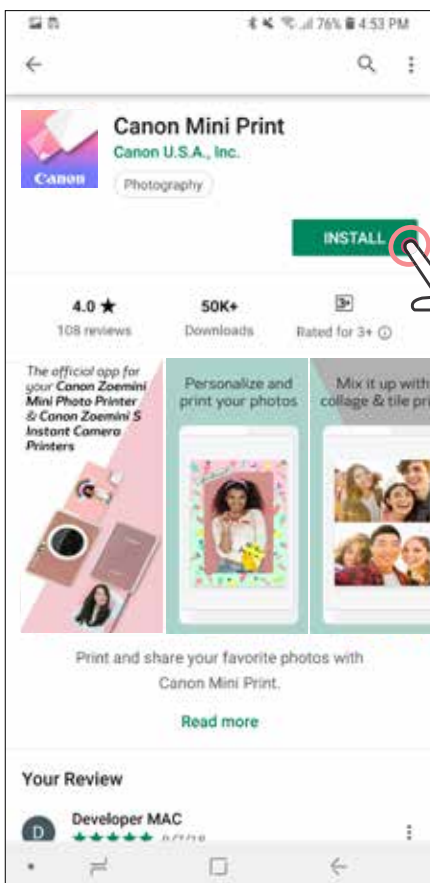 76% 4:53 PM
Canon Mini Print
Canon U.S.A., Inc.
Canon
Photography
INSTALL
4.0 ★ 50K+ 3+
108 reviews Downloads Rated for 3+
The official app for
your Canon Zoemini
Mini Photo Printer
& Canon Zoemini S
Instant Camera
Printers
Personalize and
print your photos
Mix it up with
collage & tile pri
Print and share your favorite photos with
Canon Mini Print.
Read more
Your Review
D
Developer MAC
★★★★★